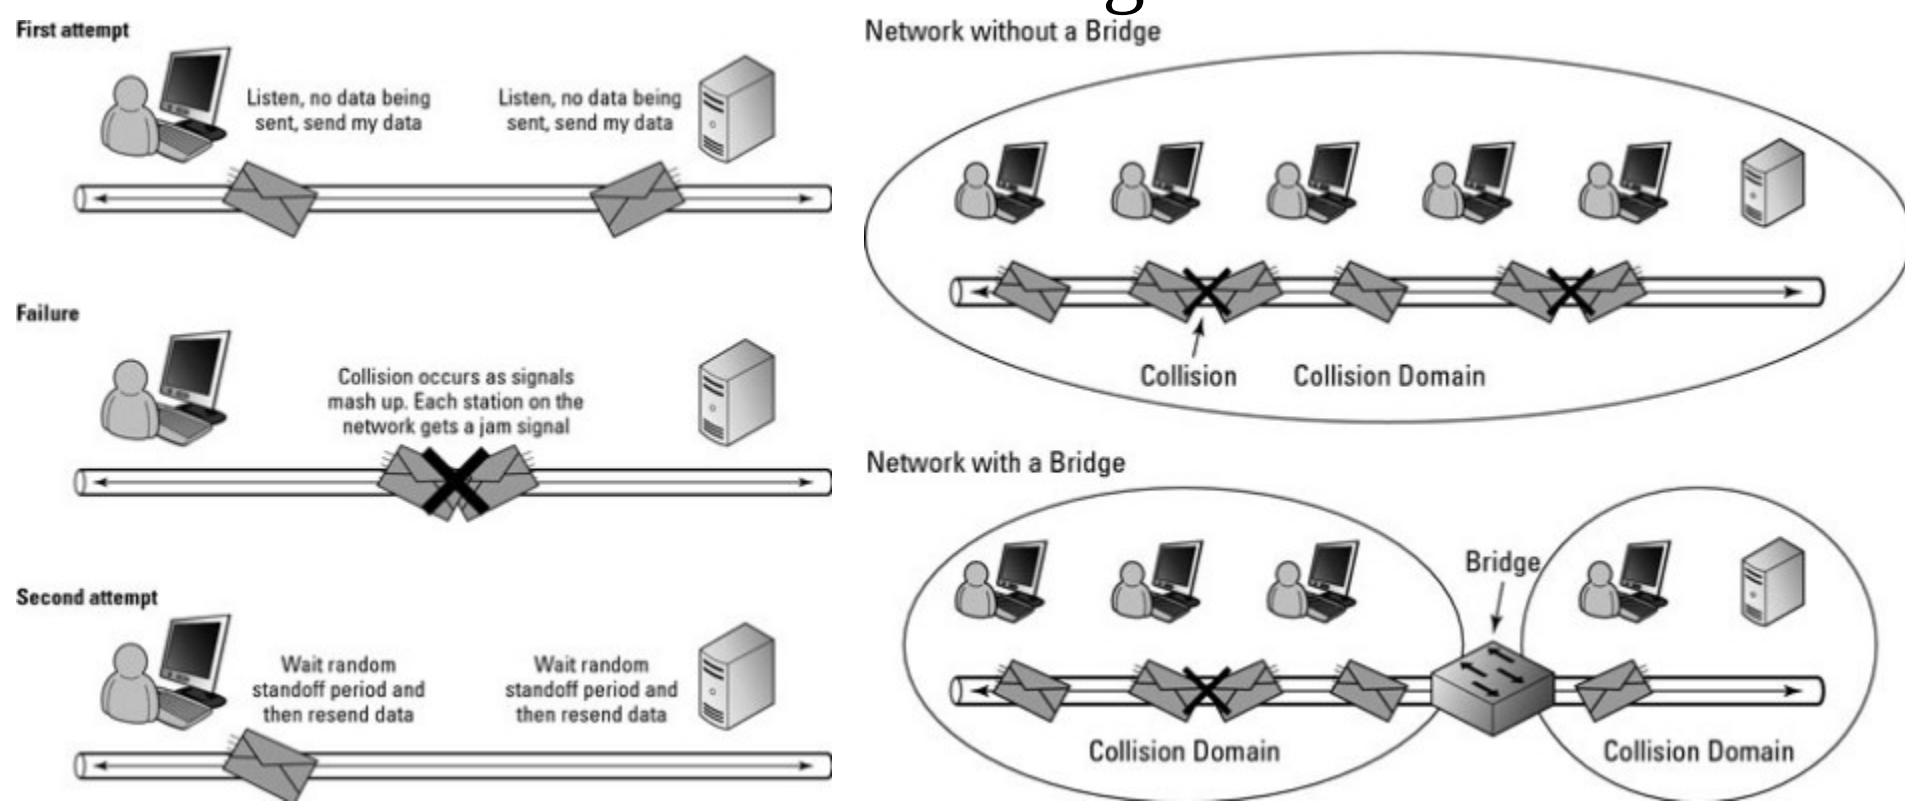 First attempt
Listen, no data being
sent, send my data
Listen, no data being
sent, send my data
Failure
Collision occurs as signals
mash up. Each station on the
network gets a jam signal
Second attempt
Wait random
standoff period and
then resend data
Wait random
standoff period and
then resend data
Network without a Bridge
Collision
Collision Domain
Network with a Bridge
Bridge
Collision Domain
Collision Domain